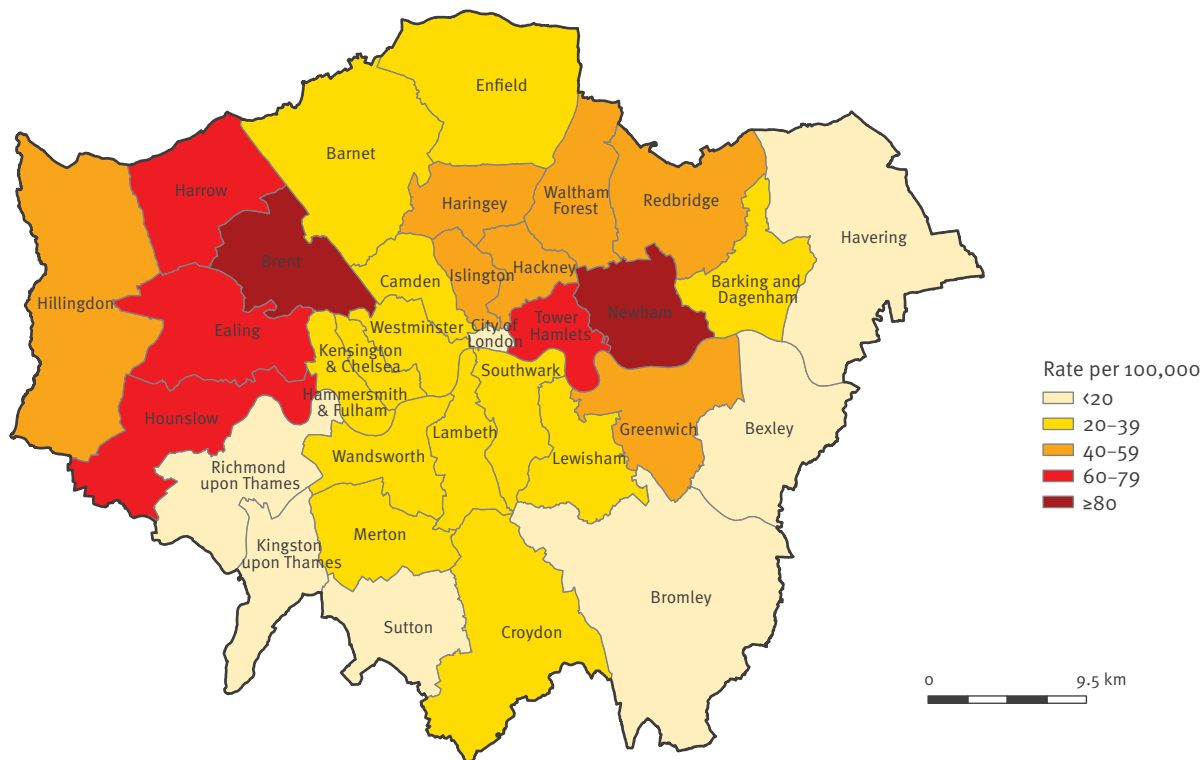 Enfield
Barnet
Harrow
Haringey
Waltham
Forest
Redbridge
Havering
Brent
Camden
Islington
Hackney
Barking and
Dagenham
Hillingdon
Ealing
Westminster
City of
London
Tower
Hamlets
Newham
Kensington
& Chelsea
Southwark
Hammersmith
& Fulham
Hounslow
Lambeth
Greenwich
Bexley
Wandsworth
Lewisham
Richmond
upon Thames
Merton
Kingston
upon Thames
Bromley
Sutton
Croydon
Rate per 100,000
<20
20–39
40–59
60–79
≥80
0 9.5 km